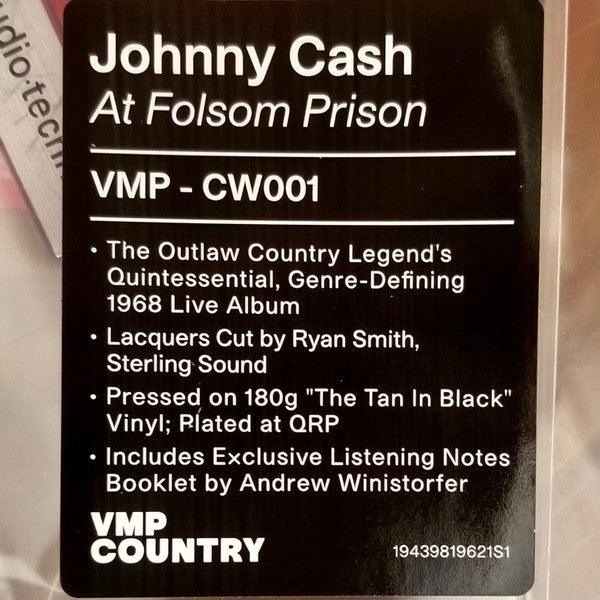 Johnny Cash
At Folsom Prison
VMP - CW001
• The Outlaw Country Legend's
Quintessential, Genre-Defining
1968 Live Album
• Lacquers Cut by Ryan Smith,
Sterling Sound
• Pressed on 180g "The Tan In Black"
Vinyl; Plated at QRP
• Includes Exclusive Listening Notes
Booklet by Andrew Winistorfer
VMP
COUNTRY
19439819621S1